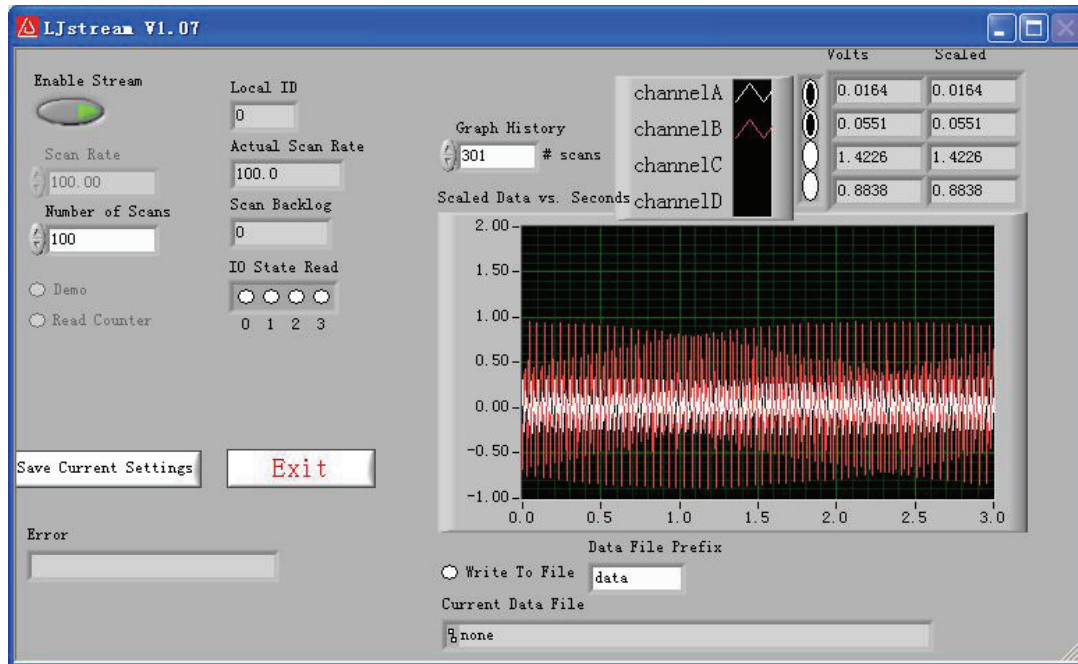 LJstream V1.07
Enable Stream
Local ID
0
Scan Rate
100.00
Actual Scan Rate
100.0
Number of Scans
100
Scan Backlog
0
Demo
Read Counter
IO State Read
0 1 2 3
Save Current Settings
Exit
Error
Graph History
301 # scans
channelA
channelB
channelC
channelD
Volts Scaled
0.0164 0.0164
0.0551 0.0551
1.4226 1.4226
0.8838 0.8838
Scaled Data vs. Seconds
2.00
1.50
1.00
0.50
0.00
-0.50
-1.00
0.0 0.5 1.0 1.5 2.0 2.5 3.0
Data File Prefix
Write To File data
Current Data File
none